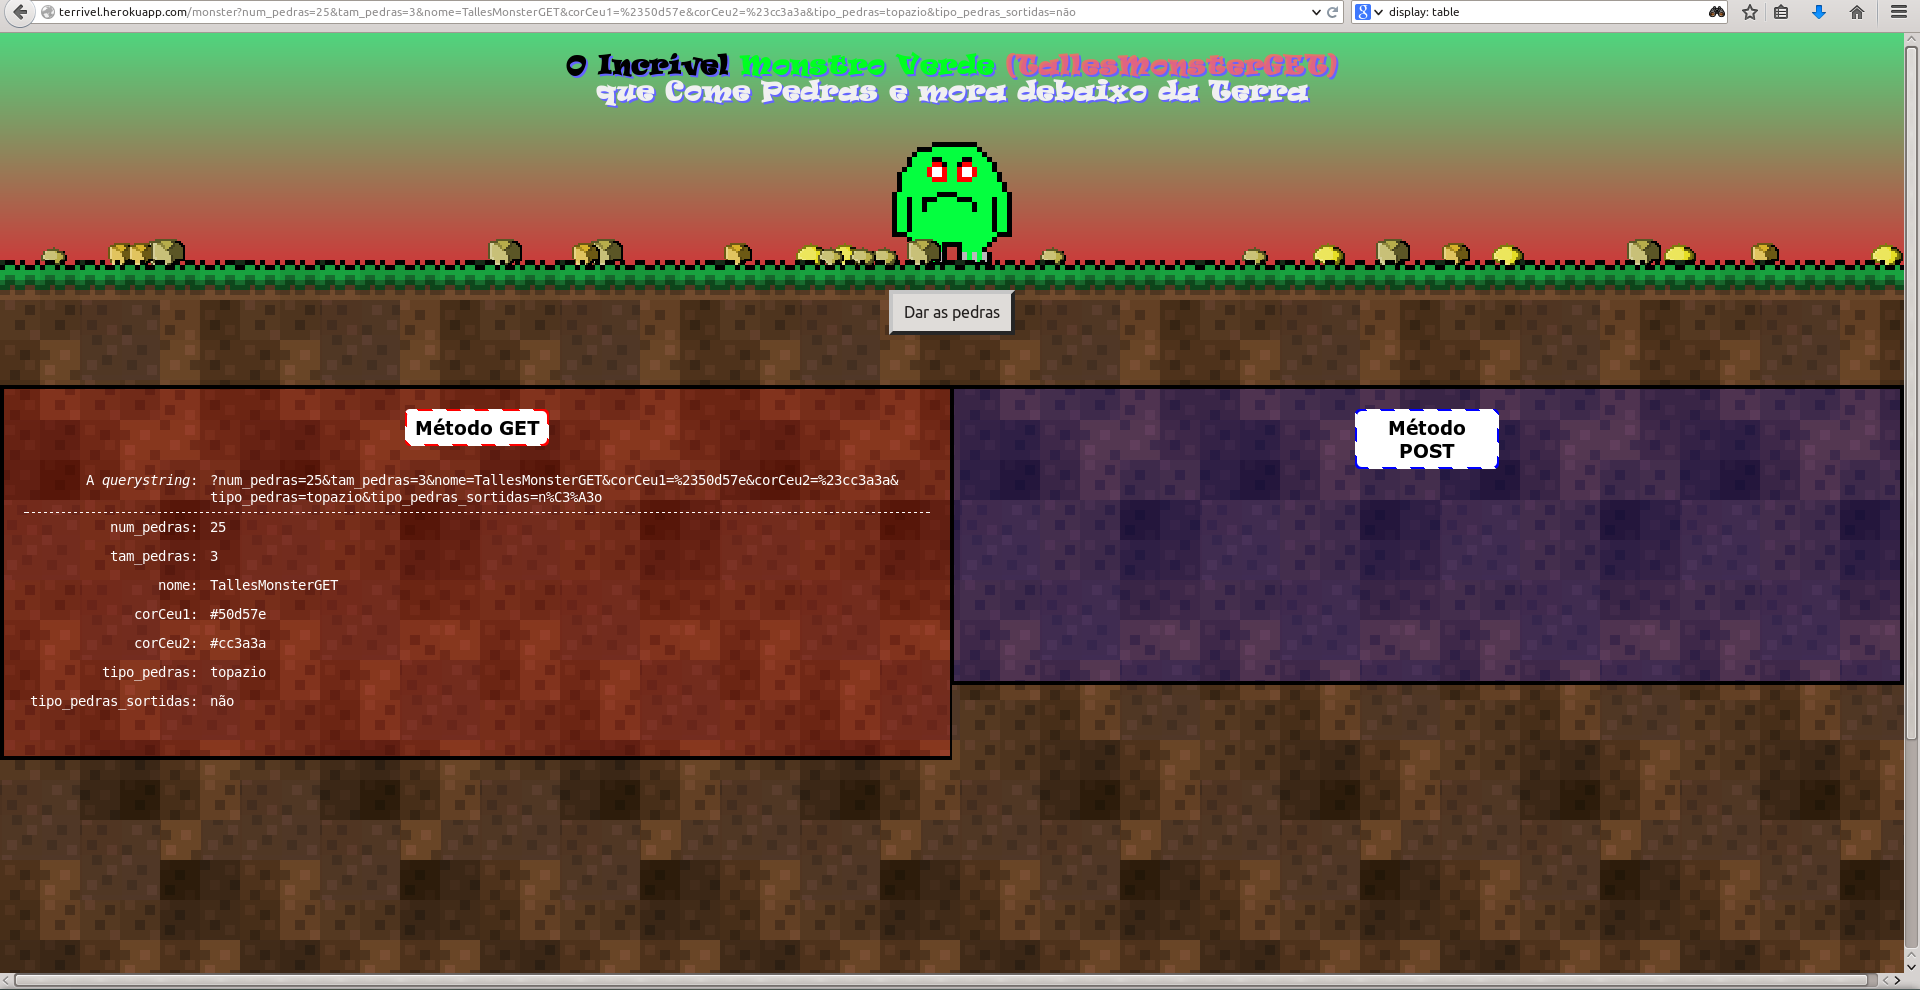 terrivel.herokuapp.com/monster?num_pedras=25&tam_pedras=3&nome=TallesMonsterGET&corCeu1=%2350d57e&corCeu2=%23cc3a3a&tipo_pedras=topazio&tipo_pedras_sortidas=não
8 display: table
O Incrivel Monstro Verde (TallesMonsterGET)
que Come Pedras e mora debaixo da Terra
Dar as pedras
Método GET
A querystring: ?num_pedras=25&tam_pedras=3&nome=TallesMonsterGET&corCeu1=%2350d57e&corCeu2=%23cc3a3a&
tipo_pedras=topazio&tipo_pedras_sortidas=n%C3%A3o
num_pedras: 25
tam_pedras: 3
nome: TallesMonsterGET
corCeu1: #50d57e
corCeu2: #cc3a3a
tipo_pedras: topazio
tipo_pedras_sortidas: não
Método
POST